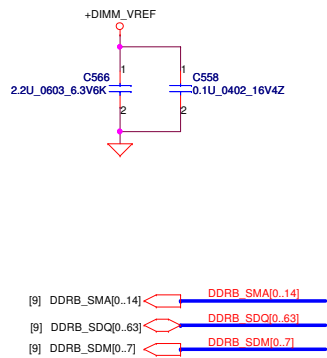 +DIMM_VREF
1
1
C566
C558
2.2U_0603_6.3V6K
0.1U_0402_16V4Z
2
2
[9] DDRB_SMA[0..14] DDRB_SMA[0..14]
[9] DDRB_SDQ[0..63] DDRB_SDQ[0..63]
[9] DDRB_SDM[0..7] DDRB_SDM[0..7]